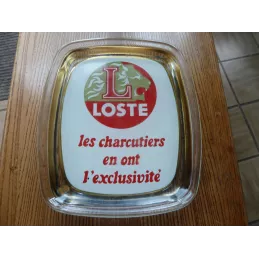 L
LOSTE
les charcutiers
en ont
l'exclusivité